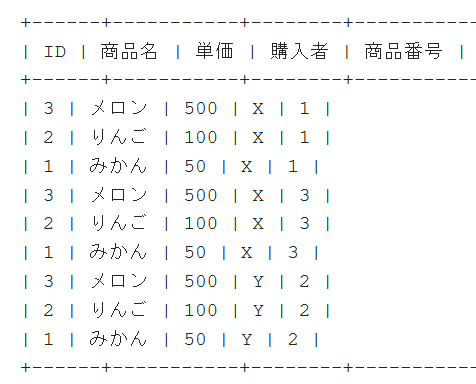 +------+-----------+--------+------------
| ID | 商品名 | 単価 | 購入者 | 商品番号 |
+------+-----------+--------+------------
| 3 | メロン | 500 | X | 1 |
| 2 | りんご | 100 | X | 1 |
| 1 | みかん | 50 | X | 1 |
| 3 | メロン | 500 | X | 3 |
| 2 | りんご | 100 | X | 3 |
| 1 | みかん | 50 | X | 3 |
| 3 | メロン | 500 | Y | 2 |
| 2 | りんご | 100 | Y | 2 |
| 1 | みかん | 50 | Y | 2 |
+------+-----------+--------+------------